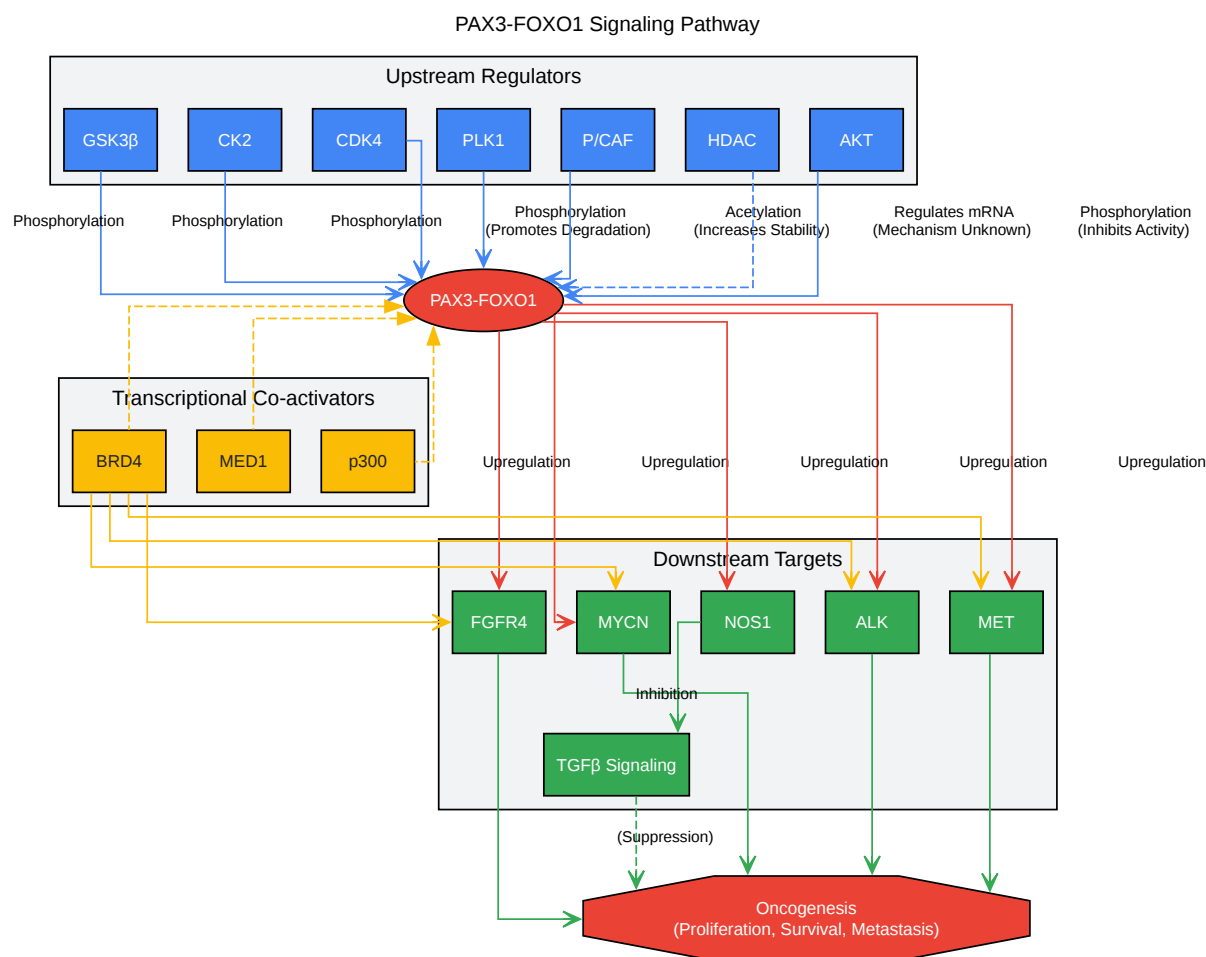 PAX3-FOXO1 Signaling Pathway
Upstream Regulators
GSK3β
CK2
CDK4
PLK1
P/CAF
HDAC
AKT
Phosphorylation
Phosphorylation
Phosphorylation
Phosphorylation
(Promotes Degradation)
Acetylation
(Increases Stability)
Regulates mRNA
(Mechanism Unknown)
Phosphorylation
(Inhibits Activity)
PAX3-FOXO1
Transcriptional Co-activators
BRD4
MED1
p300
Upregulation
Upregulation
Upregulation
Upregulation
Upregulation
Downstream Targets
FGFR4
MYCN
NOS1
ALK
MET
Inhibition
TGFβ Signaling
(Suppression)
Oncogenesis
(Proliferation, Survival, Metastasis)